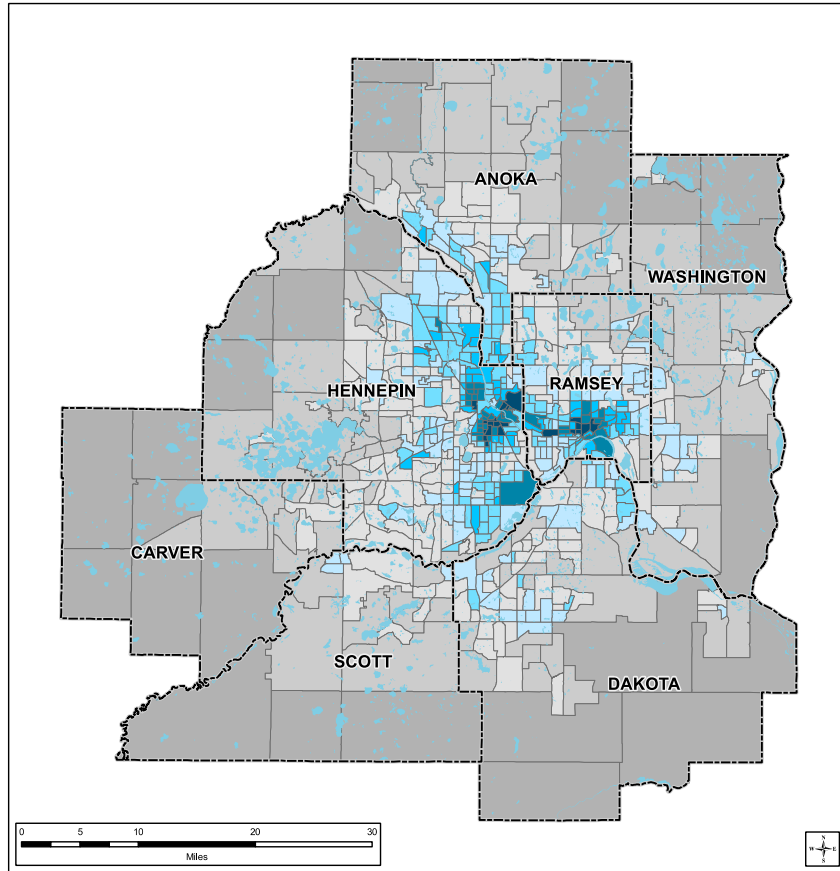 ANOKA
WASHINGTON
HENNEPIN
RAMSEY
CARVER
SCOTT
DAKOTA
0 5 10 20 30
Miles
N
W E
S